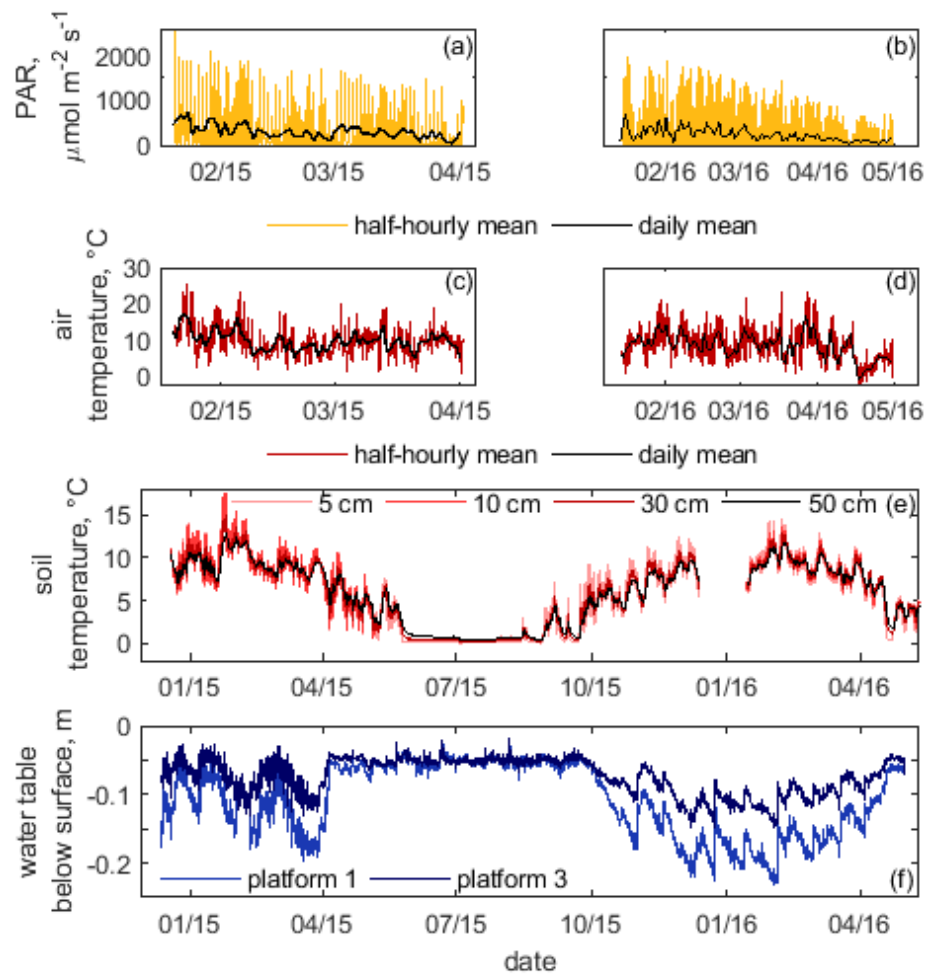 PAR,
μmol m⁻² s⁻¹
2000
1000
0
(a)
(b)
02/15 03/15 04/15
02/16 03/16 04/16 05/16
half-hourly mean daily mean
air
temperature, °C
30
20
10
0
(c)
(d)
02/15 03/15 04/15
02/16 03/16 04/16 05/16
half-hourly mean daily mean
soil
temperature, °C
15
10
5
0
5 cm 10 cm 30 cm 50 cm (e)
01/15 04/15 07/15 10/15 01/16 04/16
water table
below surface, m
0
-0.1
-0.2
platform 1 platform 3 (f)
01/15 04/15 07/15 10/15 01/16 04/16
date